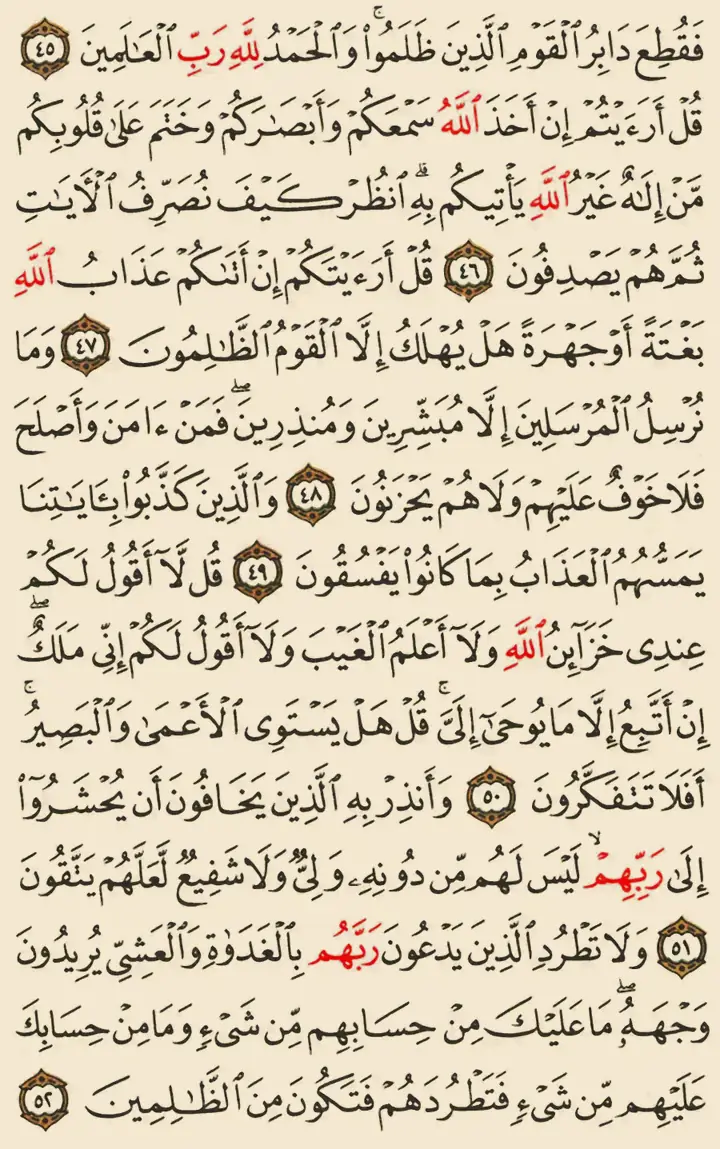 فَقُطِعَ دَابِرُ ٱلْقَوْمِ ٱلَّذِينَ ظَلَمُوا۟ ۚ وَٱلْحَمْدُ لِلَّهِ رَبِّ ٱلْعَـٰلَمِينَ ٤٥
قُلْ أَرَءَيْتُمْ إِنْ أَخَذَ ٱللَّهُ سَمْعَكُمْ وَأَبْصَـٰرَكُمْ وَخَتَمَ عَلَىٰ قُلُوبِكُم
مَّنْ إِلَـٰهٌ غَيْرُ ٱللَّهِ يَأْتِيكُم بِهِ ۗ ٱنظُرْ كَيْفَ نُصَرِّفُ ٱلْـَٔايَـٰتِ
ثُمَّ هُمْ يَصْدِفُونَ ٤٦ قُلْ أَرَءَيْتَكُمْ إِنْ أَتَىٰكُمْ عَذَابُ ٱللَّهِ
بَغْتَةً أَوْ جَهْرَةً هَلْ يُهْلَكُ إِلَّا ٱلْقَوْمُ ٱلظَّـٰلِمُونَ ٤٧ وَمَا
نُرْسِلُ ٱلْمُرْسَلِينَ إِلَّا مُبَشِّرِينَ وَمُنذِرِينَ ۖ فَمَنْ ءَامَنَ وَأَصْلَحَ
فَلَا خَوْفٌ عَلَيْهِمْ وَلَا هُمْ يَحْزَنُونَ ٤٨ وَٱلَّذِينَ كَذَّبُوا۟ بِـَٔايَـٰتِنَا
يَمَسُّهُمُ ٱلْعَذَابُ بِمَا كَانُوا۟ يَفْسُقُونَ ٤٩ قُل لَّآ أَقُولُ لَكُمْ
عِندِى خَزَآئِنُ ٱللَّهِ وَلَآ أَعْلَمُ ٱلْغَيْبَ وَلَآ أَقُولُ لَكُمْ إِنِّى مَلَكٌ ۖ
إِنْ أَتَّبِعُ إِلَّا مَا يُوحَىٰٓ إِلَىَّ ۚ قُلْ هَلْ يَسْتَوِى ٱلْأَعْمَىٰ وَٱلْبَصِيرُ ۚ
أَفَلَا تَتَفَكَّرُونَ ٥٠ وَأَنذِرْ بِهِ ٱلَّذِينَ يَخَافُونَ أَن يُحْشَرُوٓا۟
إِلَىٰ رَبِّهِمْ ۙ لَيْسَ لَهُم مِّن دُونِهِۦ وَلِىٌّ وَلَا شَفِيعٌ لَّعَلَّهُمْ يَتَّقُونَ
٥١ وَلَا تَطْرُدِ ٱلَّذِينَ يَدْعُونَ رَبَّهُم بِٱلْغَدَوٰةِ وَٱلْعَشِىِّ يُرِيدُونَ
وَجْهَهُۥ ۖ مَا عَلَيْكَ مِنْ حِسَابِهِم مِّن شَىْءٍ وَمَا مِنْ حِسَابِكَ
عَلَيْهِم مِّن شَىْءٍ فَتَطْرُدَهُمْ فَتَكُونَ مِنَ ٱلظَّـٰلِمِينَ ٥٢